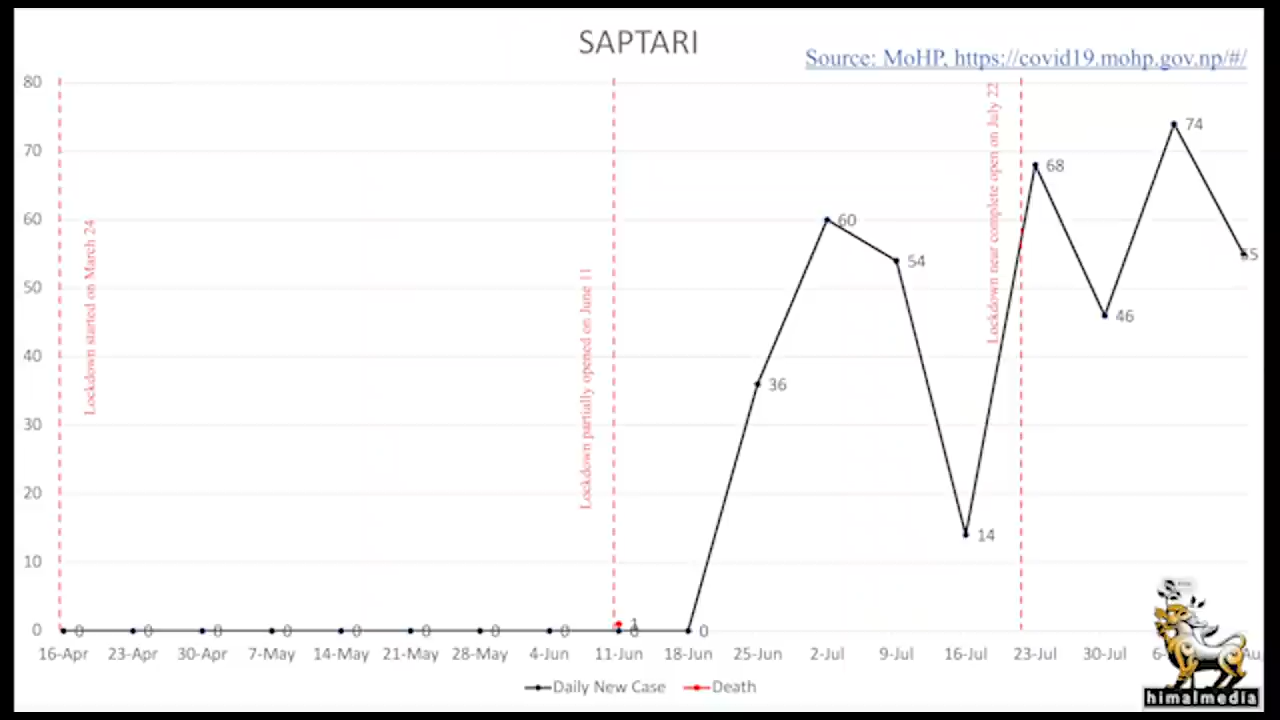 SAPTARI
Source: MoHP, https://covid19.mohp.gov.np/#/
80
70
60
50
40
30
20
10
0
Lockdown started on March 24
Lockdown partially opened on June 11
Lockdown near complete open on July 22
0 0 0 0 0 0 0 0 1 0 0 36 60 54 14 68 46 74 55
16-Apr 23-Apr 30-Apr 7-May 14-May 21-May 28-May 4-Jun 11-Jun 18-Jun 25-Jun 2-Jul 9-Jul 16-Jul 23-Jul 30-Jul
Daily New Case Death
himalmedia